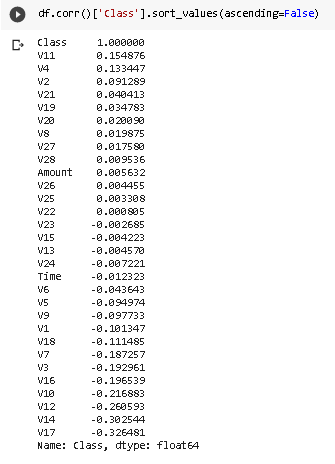 df.corr()['Class'].sort_values(ascending=False)
Class 1.000000
V11 0.154876
V4 0.133447
V2 0.091289
V21 0.040413
V19 0.034783
V20 0.020090
V8 0.019875
V27 0.017580
V28 0.009536
Amount 0.005632
V26 0.004455
V25 0.003308
V22 0.000805
V23 -0.002685
V15 -0.004223
V13 -0.004570
V24 -0.007221
Time -0.012323
V6 -0.043643
V5 -0.094974
V9 -0.097733
V1 -0.101347
V18 -0.111485
V7 -0.187257
V3 -0.192961
V16 -0.196539
V10 -0.216883
V12 -0.260593
V14 -0.302544
V17 -0.326481
Name: Class, dtype: float64